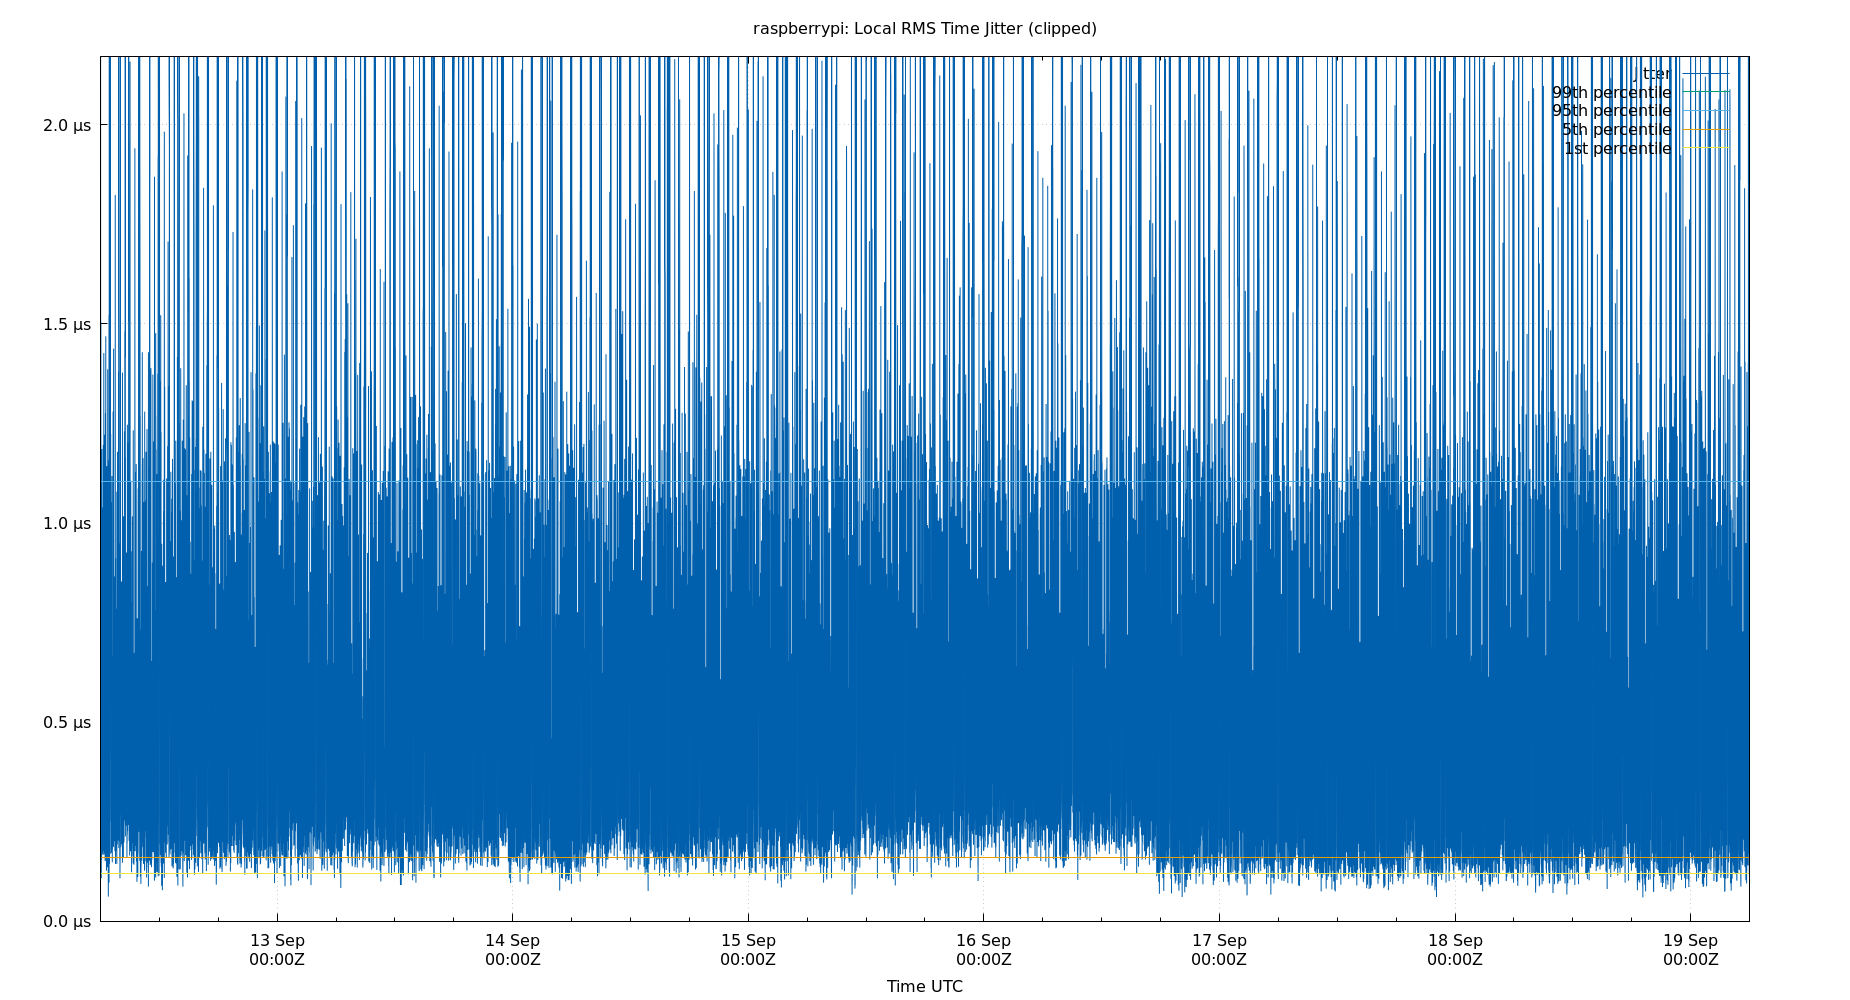 raspberrypi: Local RMS Time Jitter (clipped)
Jitter
99th percentile
95th percentile
5th percentile
1st percentile
2.0 µs
1.5 µs
1.0 µs
0.5 µs
0.0 µs
13 Sep 14 Sep 15 Sep 16 Sep 17 Sep 18 Sep 19 Sep
00:00Z 00:00Z 00:00Z 00:00Z 00:00Z 00:00Z 00:00Z
Time UTC